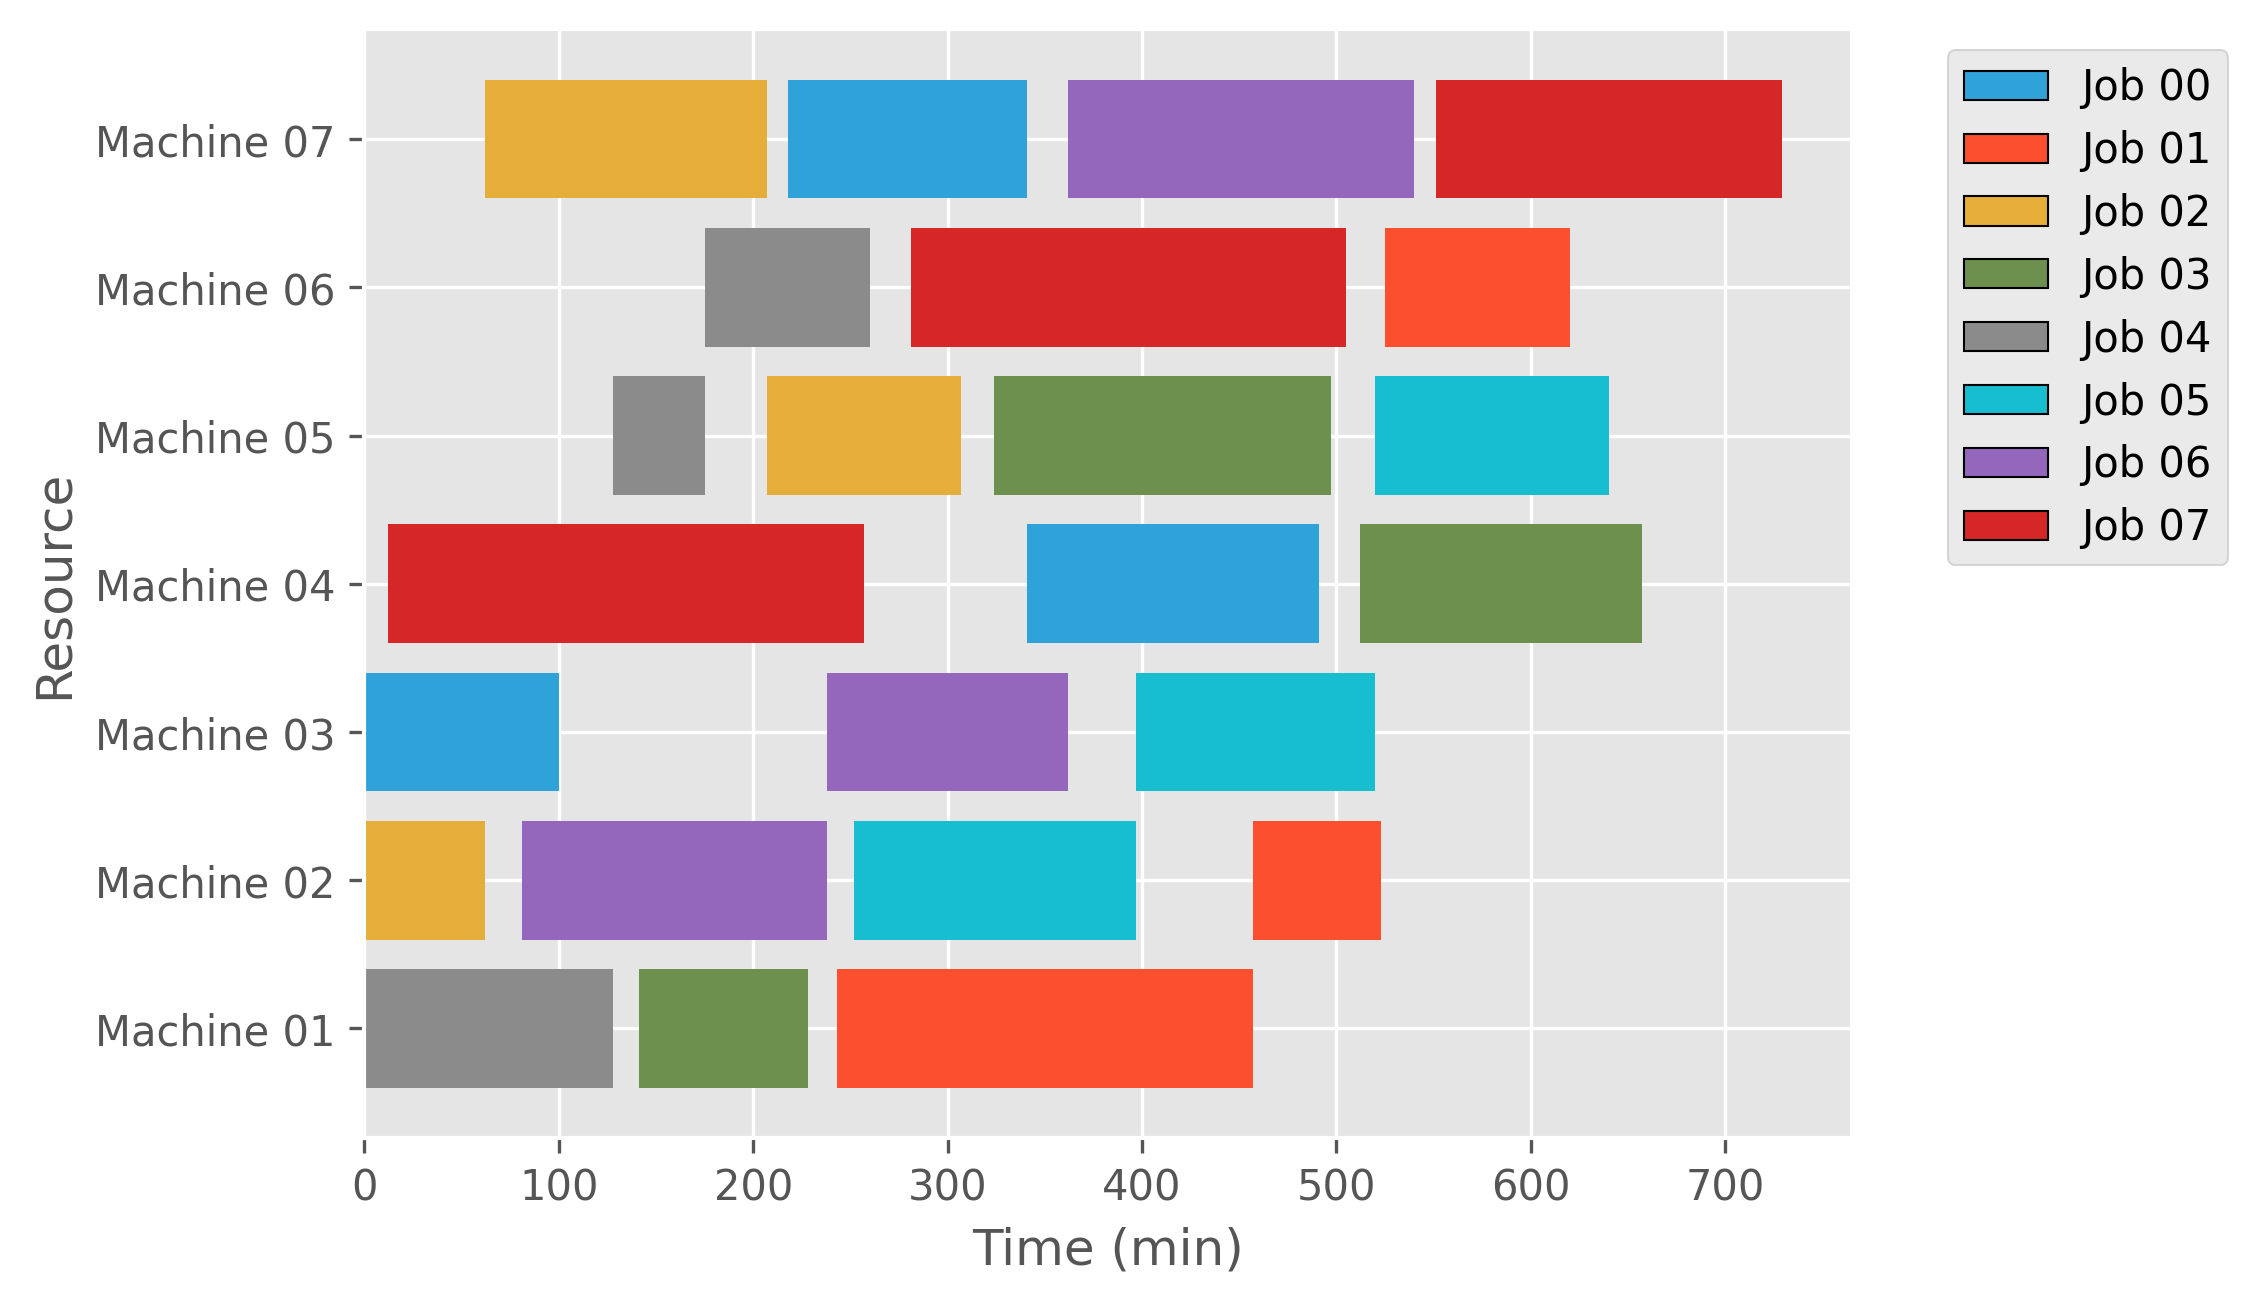 Machine 07
Machine 06
Machine 05
Machine 04
Machine 03
Machine 02
Machine 01
Resource
0 100 200 300 400 500 600 700
Time (min)
Job 00
Job 01
Job 02
Job 03
Job 04
Job 05
Job 06
Job 07